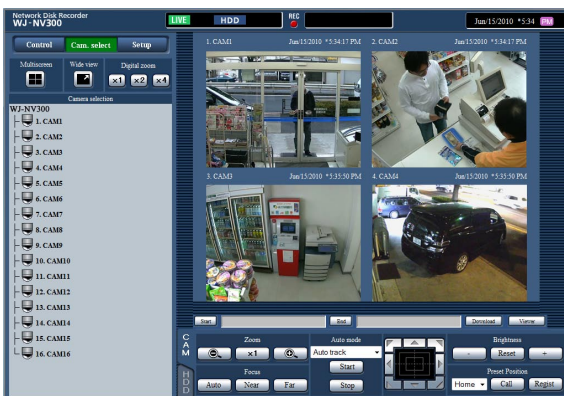 Network Disk Recorder
WJ-NV300
LIVE
HDD
REC
Jun/15/2010 *5:34 PM
Control
Cam. select
Setup
Multiscreen
Wide view
Digital zoom
×1
×2
×4
Camera selection
WJ-NV300
1. CAM1
2. CAM2
3. CAM3
4. CAM4
5. CAM5
6. CAM6
7. CAM7
8. CAM8
9. CAM9
10. CAM10
11. CAM11
12. CAM12
13. CAM13
14. CAM14
15. CAM15
16. CAM16
1. CAM1 Jun/15/2010 *5:34:17 PM
2. CAM2 Jun/15/2010 *5:34:17 PM
3. CAM3 Jun/15/2010 *5:35:50 PM
4. CAM4 Jun/15/2010 *5:35:50 PM
Start
End
Download
Viewer
CAM
HDD
Zoom
×1
Focus
Auto
Near
Far
Auto mode
Auto track
Start
Stop
Brightness
-
Reset
+
Preset Position
Home
Call
Regist